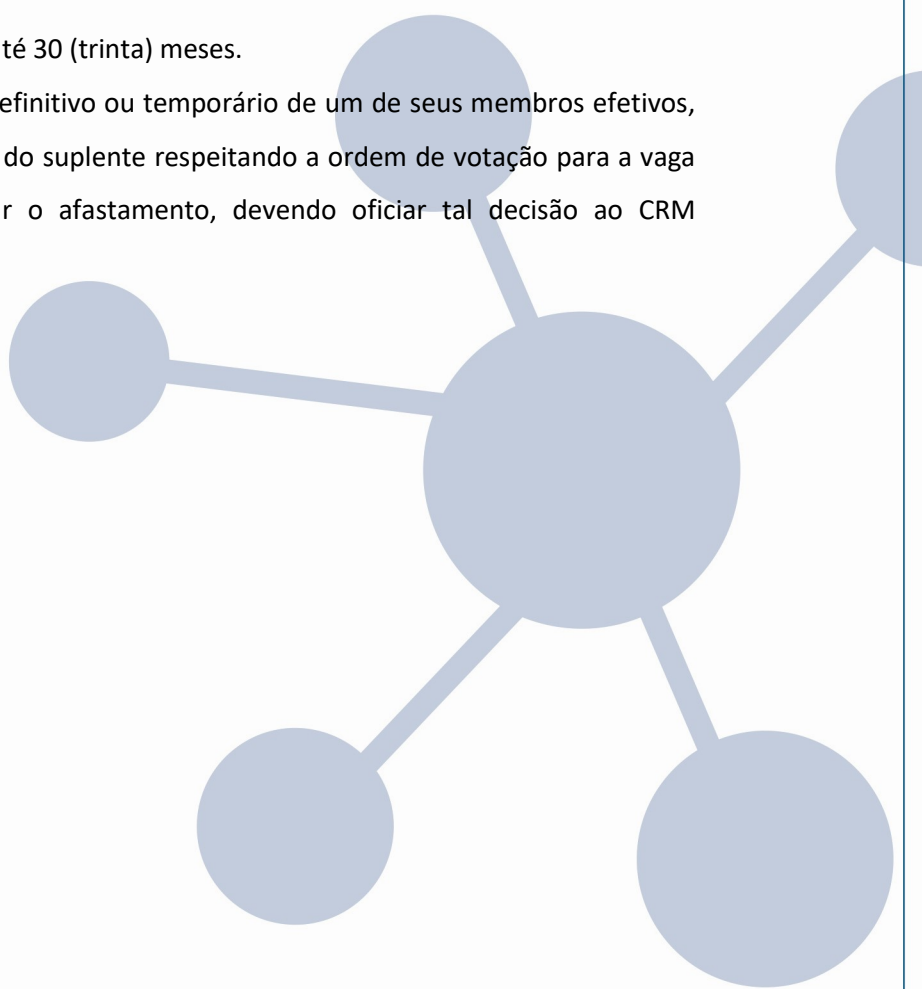 té 30 (trinta) meses.
efinitivo ou temporário de um de seus membros efetivos,
do suplente respeitando a ordem de votação para a vaga
r o afastamento, devendo oficiar tal decisão ao CRM